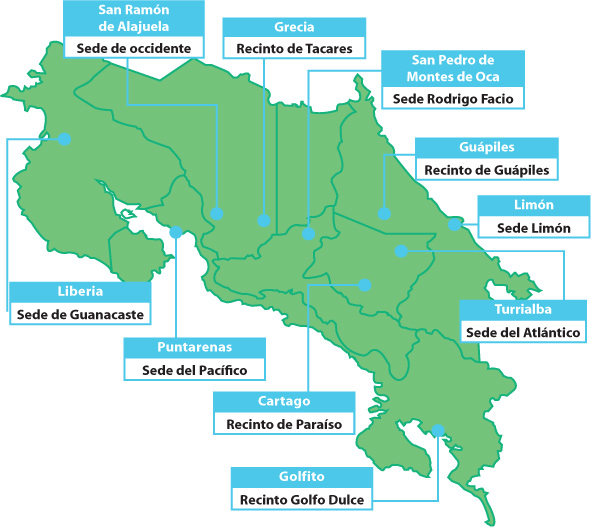 San Ramón
de Alajuela
Sede de occidente
Grecia
Recinto de Tacares
San Pedro de
Montes de Oca
Sede Rodrigo Facio
Guápiles
Recinto de Guápiles
Limón
Sede Limón
Liberia
Sede de Guanacaste
Turrialba
Sede del Atlántico
Puntarenas
Sede del Pacífico
Cartago
Recinto de Paraíso
Golfito
Recinto Golfo Dulce